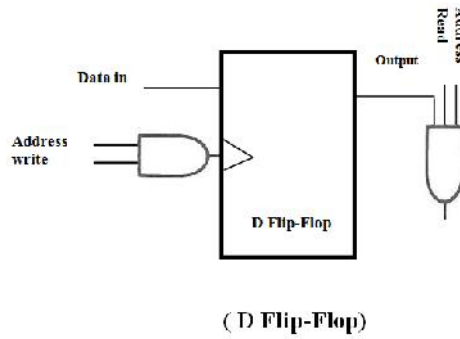 Read
Output
Data in
Address
write
D Flip-Flop
( D Flip-Flop)